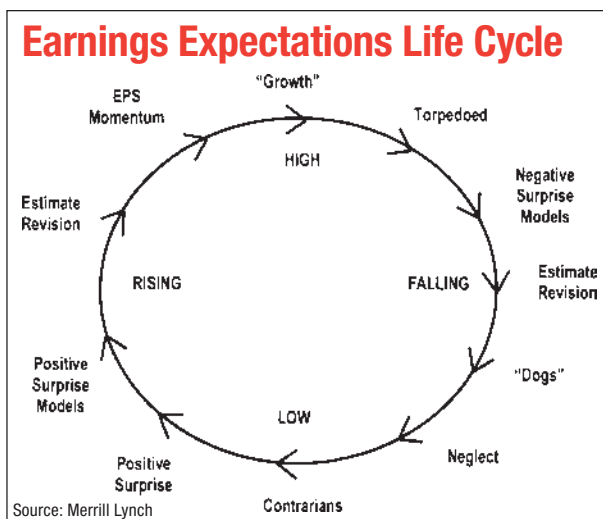 Earnings Expectations Life Cycle
"Growth"
EPS
Momentum
Torpedoed
HIGH
Negative
Surprise
Models
Estimate
Revision
RISING
FALLING
Estimate
Revision
Positive
Surprise
Models
"Dogs"
LOW
Positive
Surprise
Neglect
Contrarians
Source: Merrill Lynch